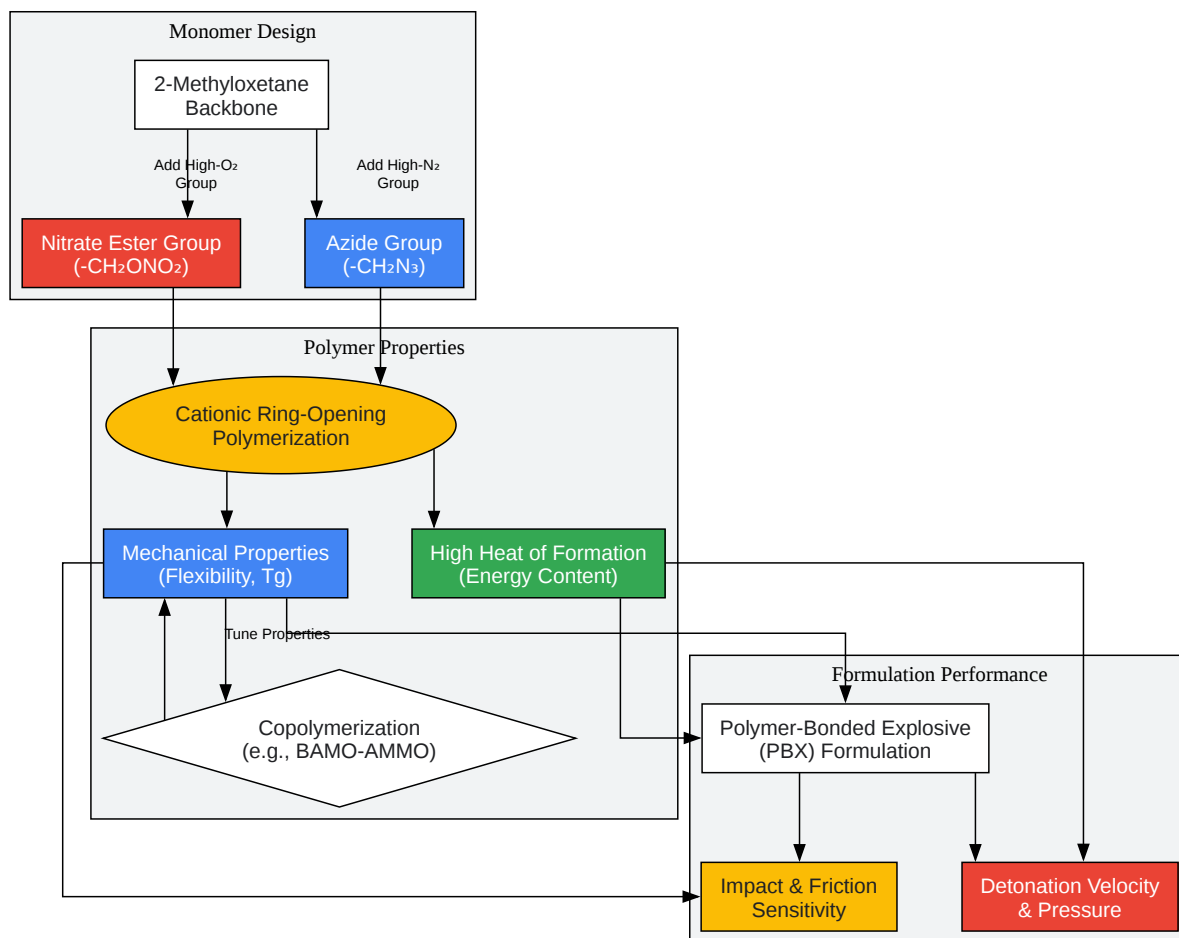 Monomer Design
2-Methyloxetane
Backbone
Add High-O₂
Group
Add High-N₂
Group
Nitrate Ester Group
(-CH₂ONO₂)
Azide Group
(-CH₂N₃)
Polymer Properties
Cationic Ring-Opening
Polymerization
Mechanical Properties
(Flexibility, Tg)
High Heat of Formation
(Energy Content)
Tune Properties
Copolymerization
(e.g., BAMO-AMMO)
Formulation Performance
Polymer-Bonded Explosive
(PBX) Formulation
Impact & Friction
Sensitivity
Detonation Velocity
& Pressure